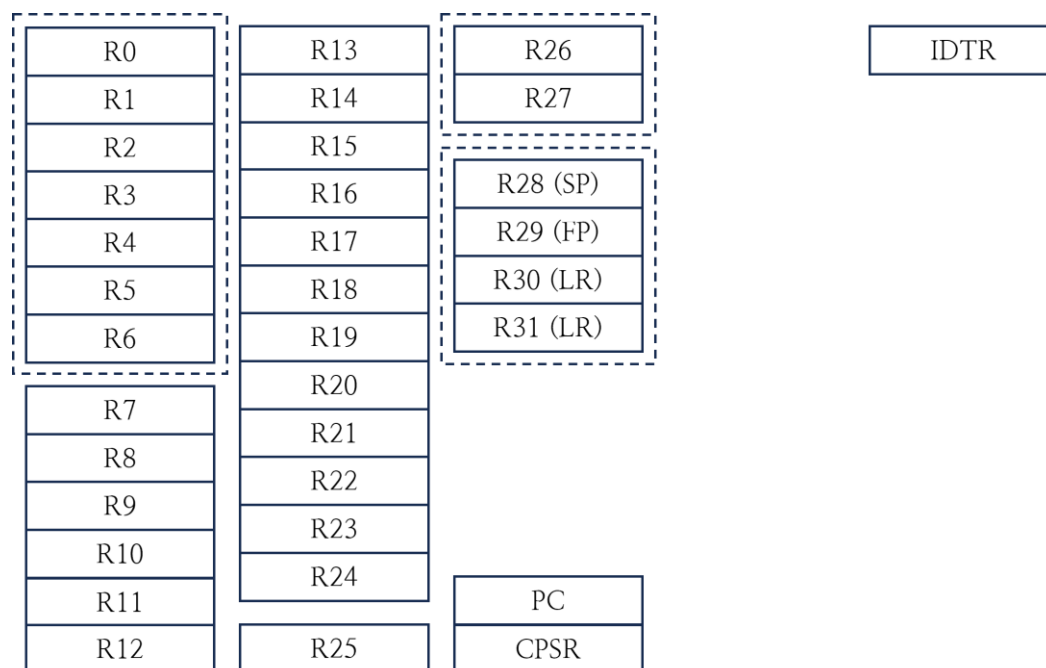 R0
R1
R2
R3
R4
R5
R6
R7
R8
R9
R10
R11
R12
R13
R14
R15
R16
R17
R18
R19
R20
R21
R22
R23
R24
R25
R26
R27
R28 (SP)
R29 (FP)
R30 (LR)
R31 (LR)
PC
CPSR
IDTR